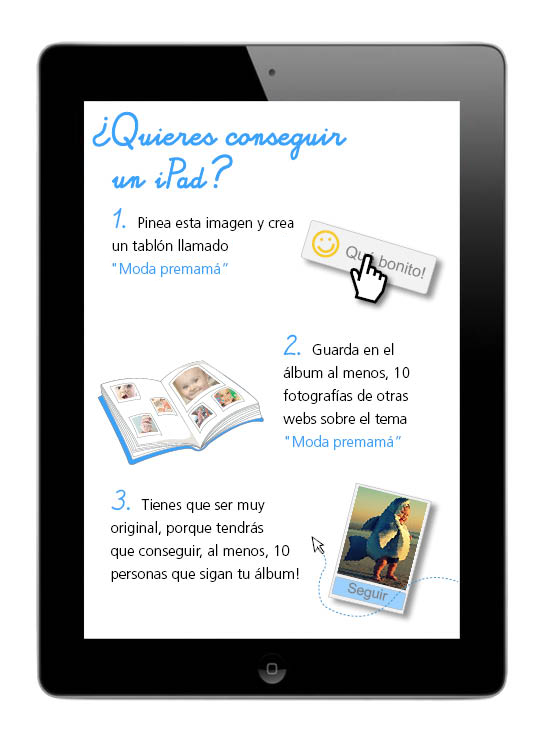 ¿Quieres conseguir
un iPad?
1. Pinea esta imagen y crea
un tablón llamado
"Moda premamá"
Qué bonito!
2. Guarda en el
álbum al menos, 10
fotografías de otras
webs sobre el tema
"Moda premamá"
3. Tienes que ser muy
original, porque tendrás
que conseguir, al menos, 10
personas que sigan tu álbum!
Seguir